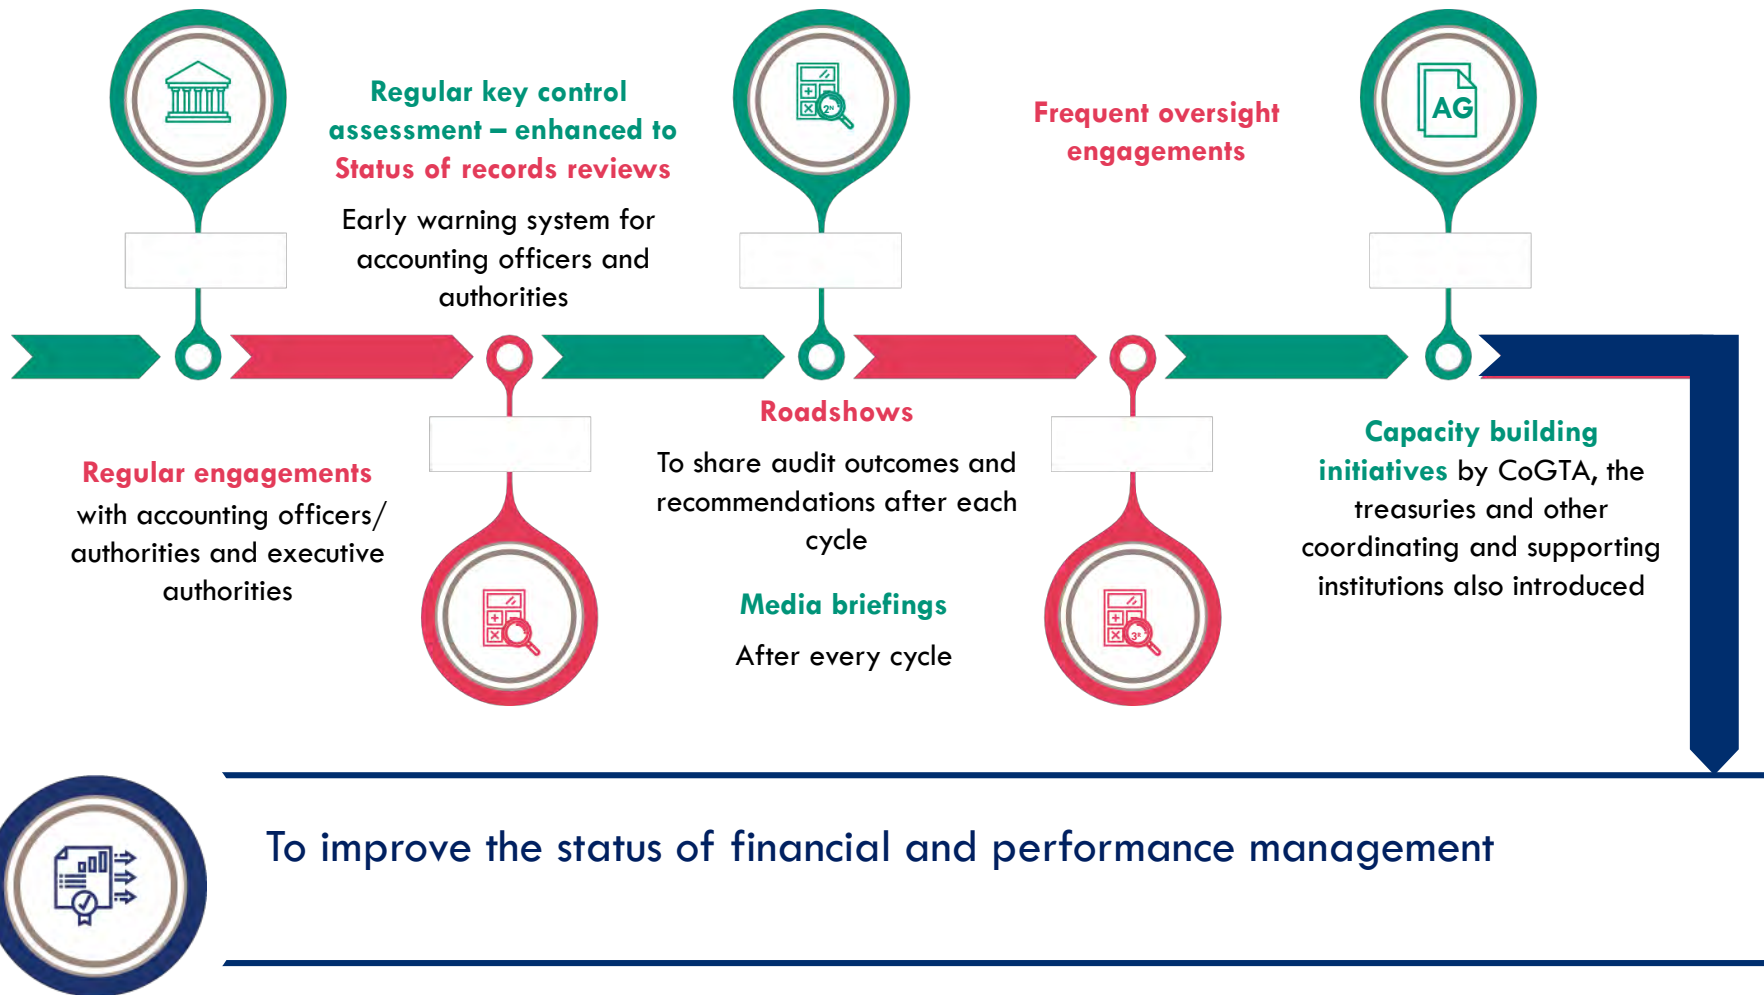 Regular key control
assessment – enhanced to
Status of records reviews
Early warning system for
accounting officers and
authorities
Frequent oversight
engagements
AG
2ᴺ
Regular engagements
with accounting officers/
authorities and executive
authorities
Roadshows
To share audit outcomes and
recommendations after each
cycle
Media briefings
After every cycle
Capacity building
initiatives by CoGTA, the
treasuries and other
coordinating and supporting
institutions also introduced
To improve the status of financial and performance management